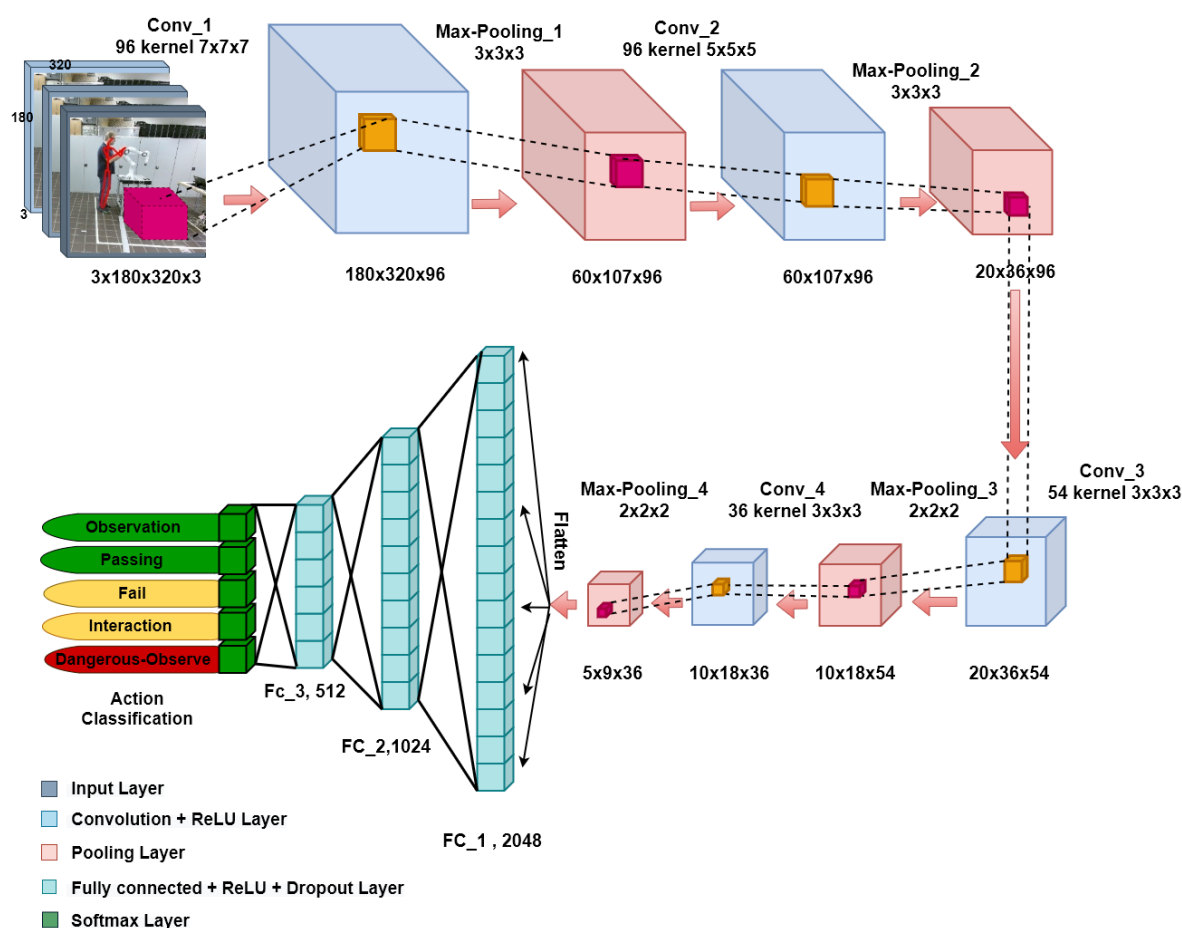 Conv_1
96 kernel 7x7x7
Max-Pooling_1
3x3x3
Conv_2
96 kernel 5x5x5
Max-Pooling_2
3x3x3
320
180
3
3x180x320x3
180x320x96
60x107x96
60x107x96
20x36x96
Conv_3
54 kernel 3x3x3
Max-Pooling_3
2x2x2
Conv_4
36 kernel 3x3x3
Max-Pooling_4
2x2x2
20x36x54
10x18x54
10x18x36
5x9x36
Flatten
FC_1 , 2048
FC_2,1024
Fc_3, 512
Observation
Passing
Fail
Interaction
Dangerous-Observe
Action
Classification
Input Layer
Convolution + ReLU Layer
Pooling Layer
Fully connected + ReLU + Dropout Layer
Softmax Layer